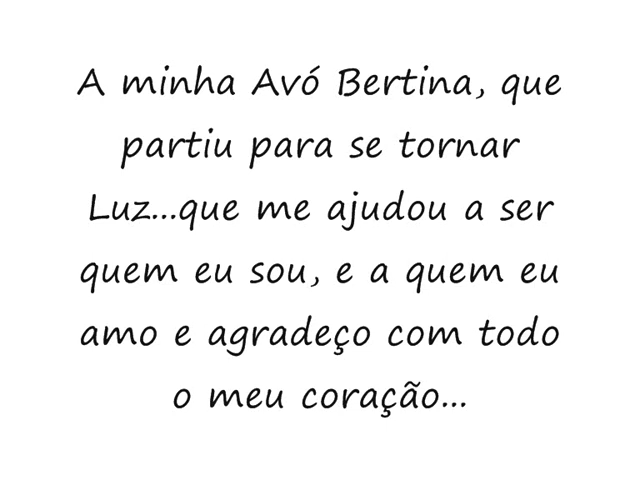 A minha Avó Bertina, que
partiu para se tornar
Luz...que me ajudou a ser
quem eu sou, e a quem eu
amo e agradeço com todo
o meu coração...